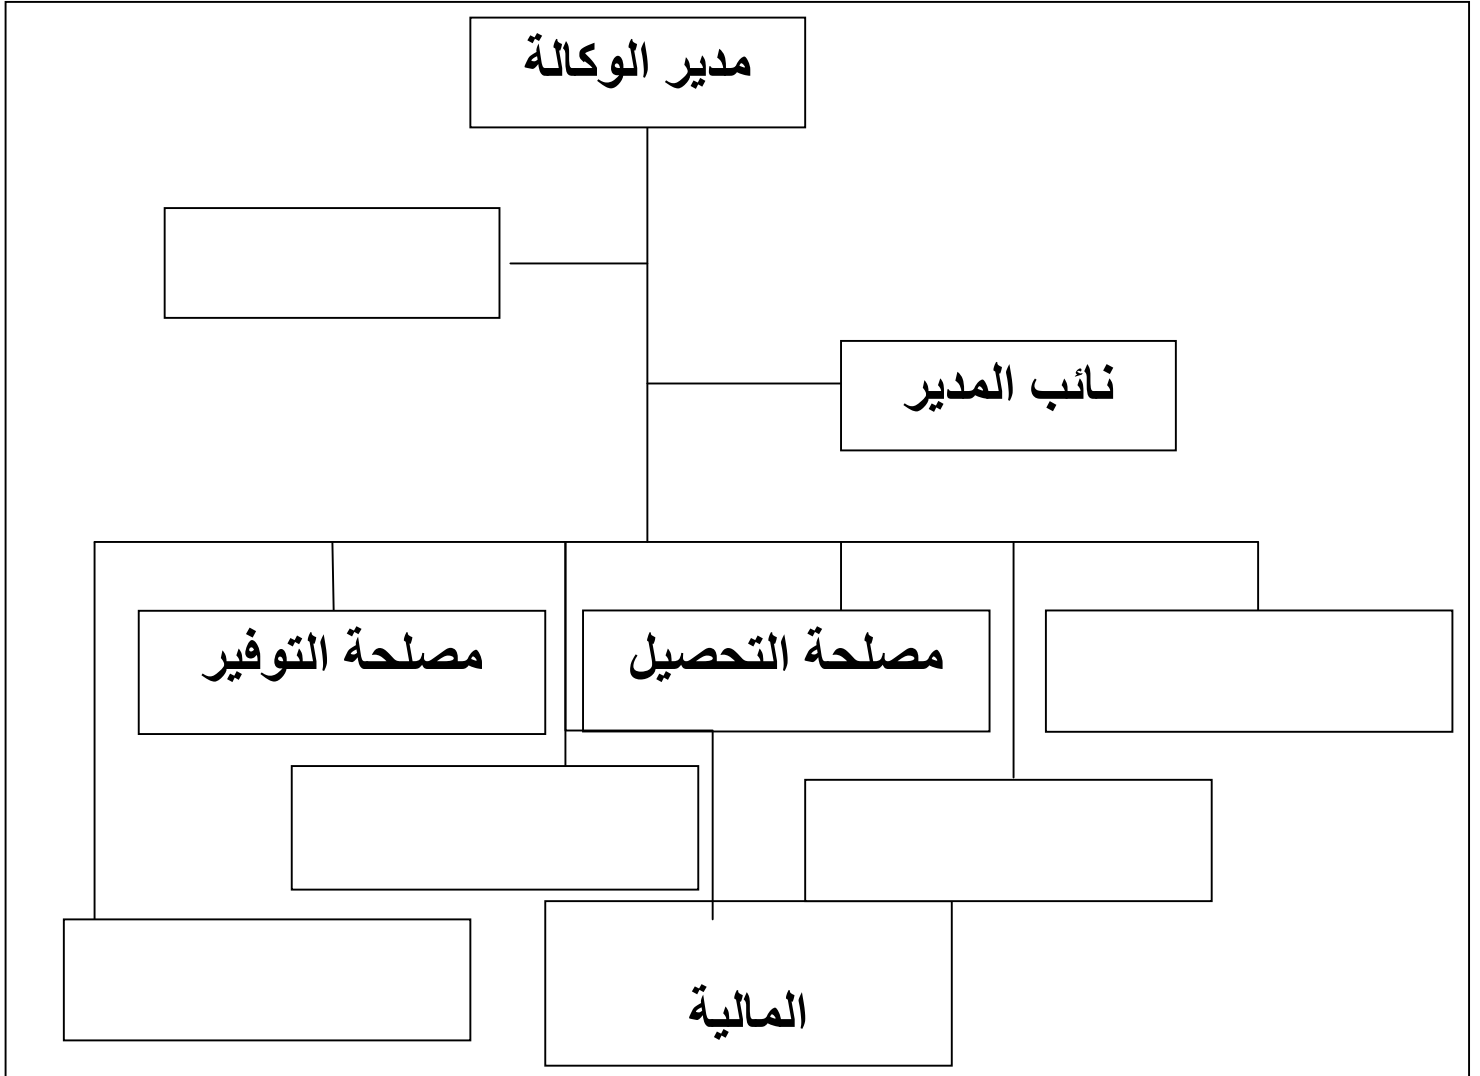 مدير الوكالة
نائب المدير
مصلحة التحصيل
مصلحة التوفير
المالية